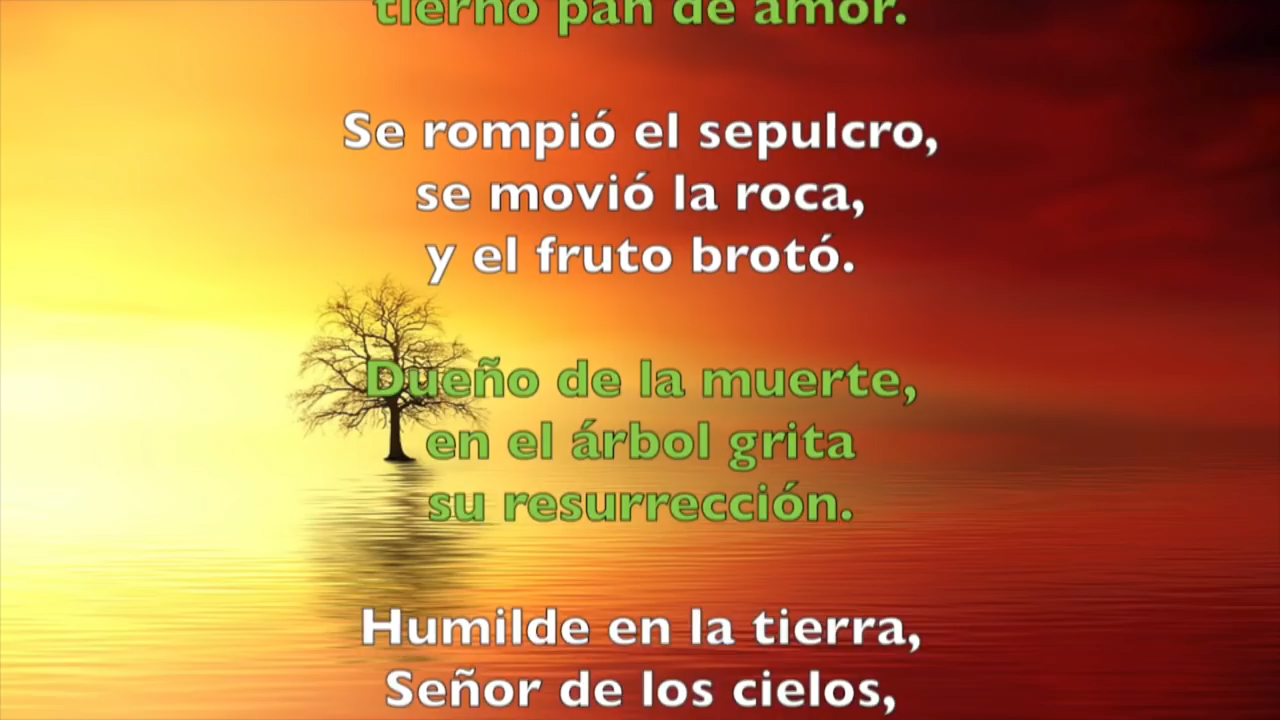 tierno pan de amor.
Se rompió el sepulcro,
se movió la roca,
y el fruto brotó.
Dueño de la muerte,
en el árbol grita
su resurrección.
Humilde en la tierra,
Señor de los cielos,